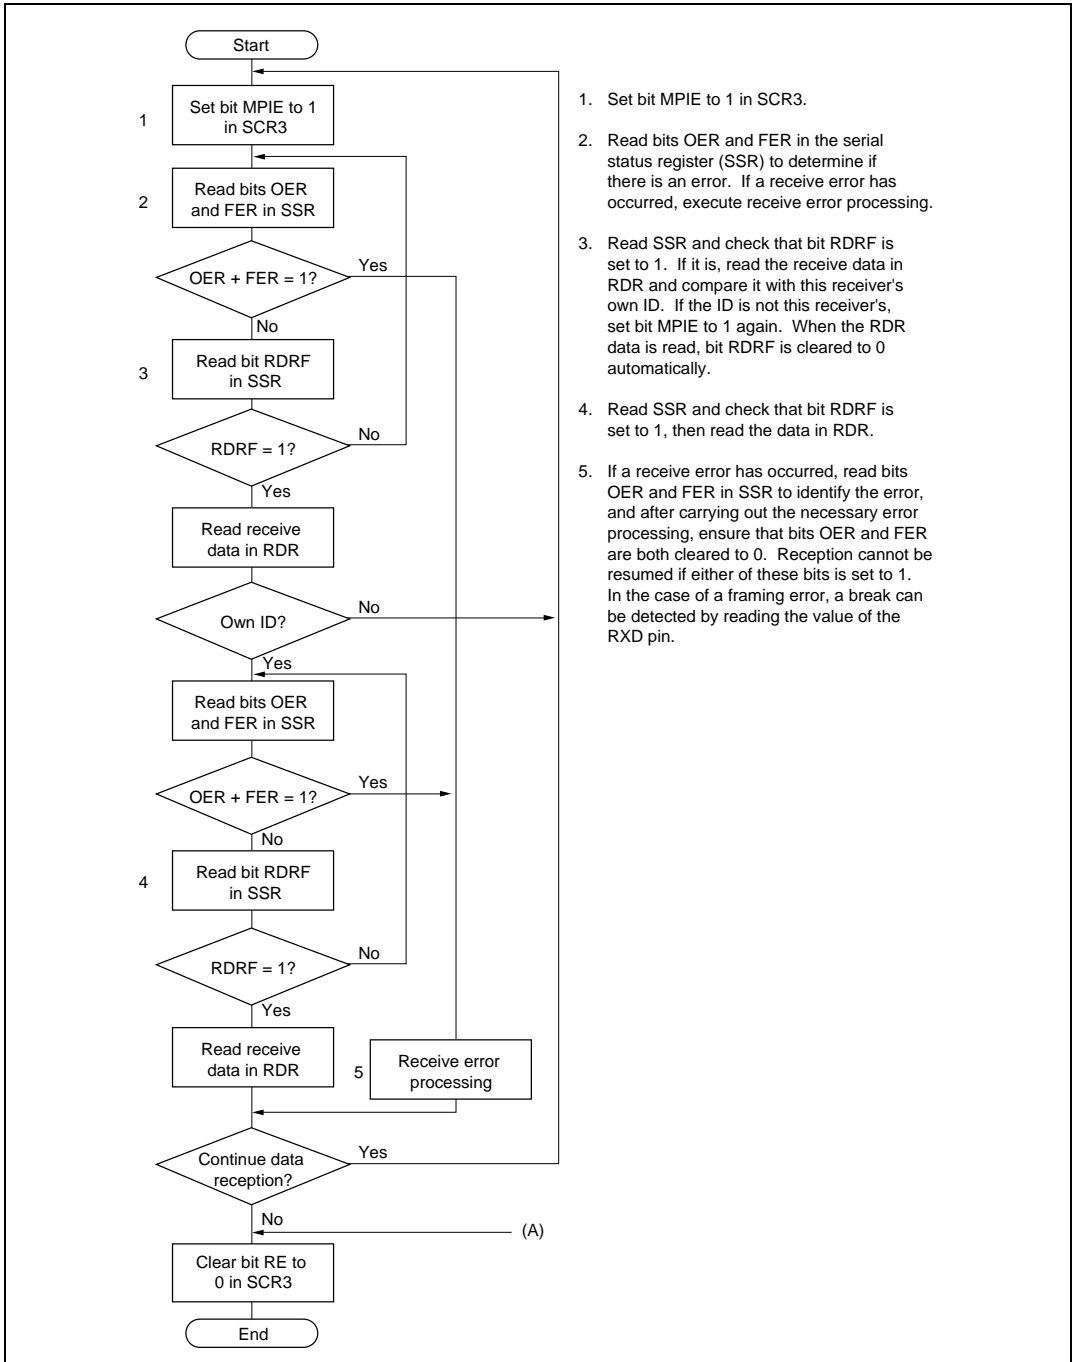 Start
1
Set bit MPIE to 1
in SCR3
2
Read bits OER
and FER in SSR
OER + FER = 1?
Yes
No
3
Read bit RDRF
in SSR
RDRF = 1?
No
Yes
Read receive
data in RDR
Own ID?
No
Yes
Read bits OER
and FER in SSR
OER + FER = 1?
Yes
No
4
Read bit RDRF
in SSR
RDRF = 1?
No
Yes
Read receive
data in RDR
5
Receive error
processing
Continue data
reception?
Yes
No
(A)
Clear bit RE to
0 in SCR3
End
1. Set bit MPIE to 1 in SCR3.
2. Read bits OER and FER in the serial
status register (SSR) to determine if
there is an error. If a receive error has
occurred, execute receive error processing.
3. Read SSR and check that bit RDRF is
set to 1. If it is, read the receive data in
RDR and compare it with this receiver's
own ID. If the ID is not this receiver's,
set bit MPIE to 1 again. When the RDR
data is read, bit RDRF is cleared to 0
automatically.
4. Read SSR and check that bit RDRF is
set to 1, then read the data in RDR.
5. If a receive error has occurred, read bits
OER and FER in SSR to identify the error,
and after carrying out the necessary error
processing, ensure that bits OER and FER
are both cleared to 0. Reception cannot be
resumed if either of these bits is set to 1.
In the case of a framing error, a break can
be detected by reading the value of the
RXD pin.